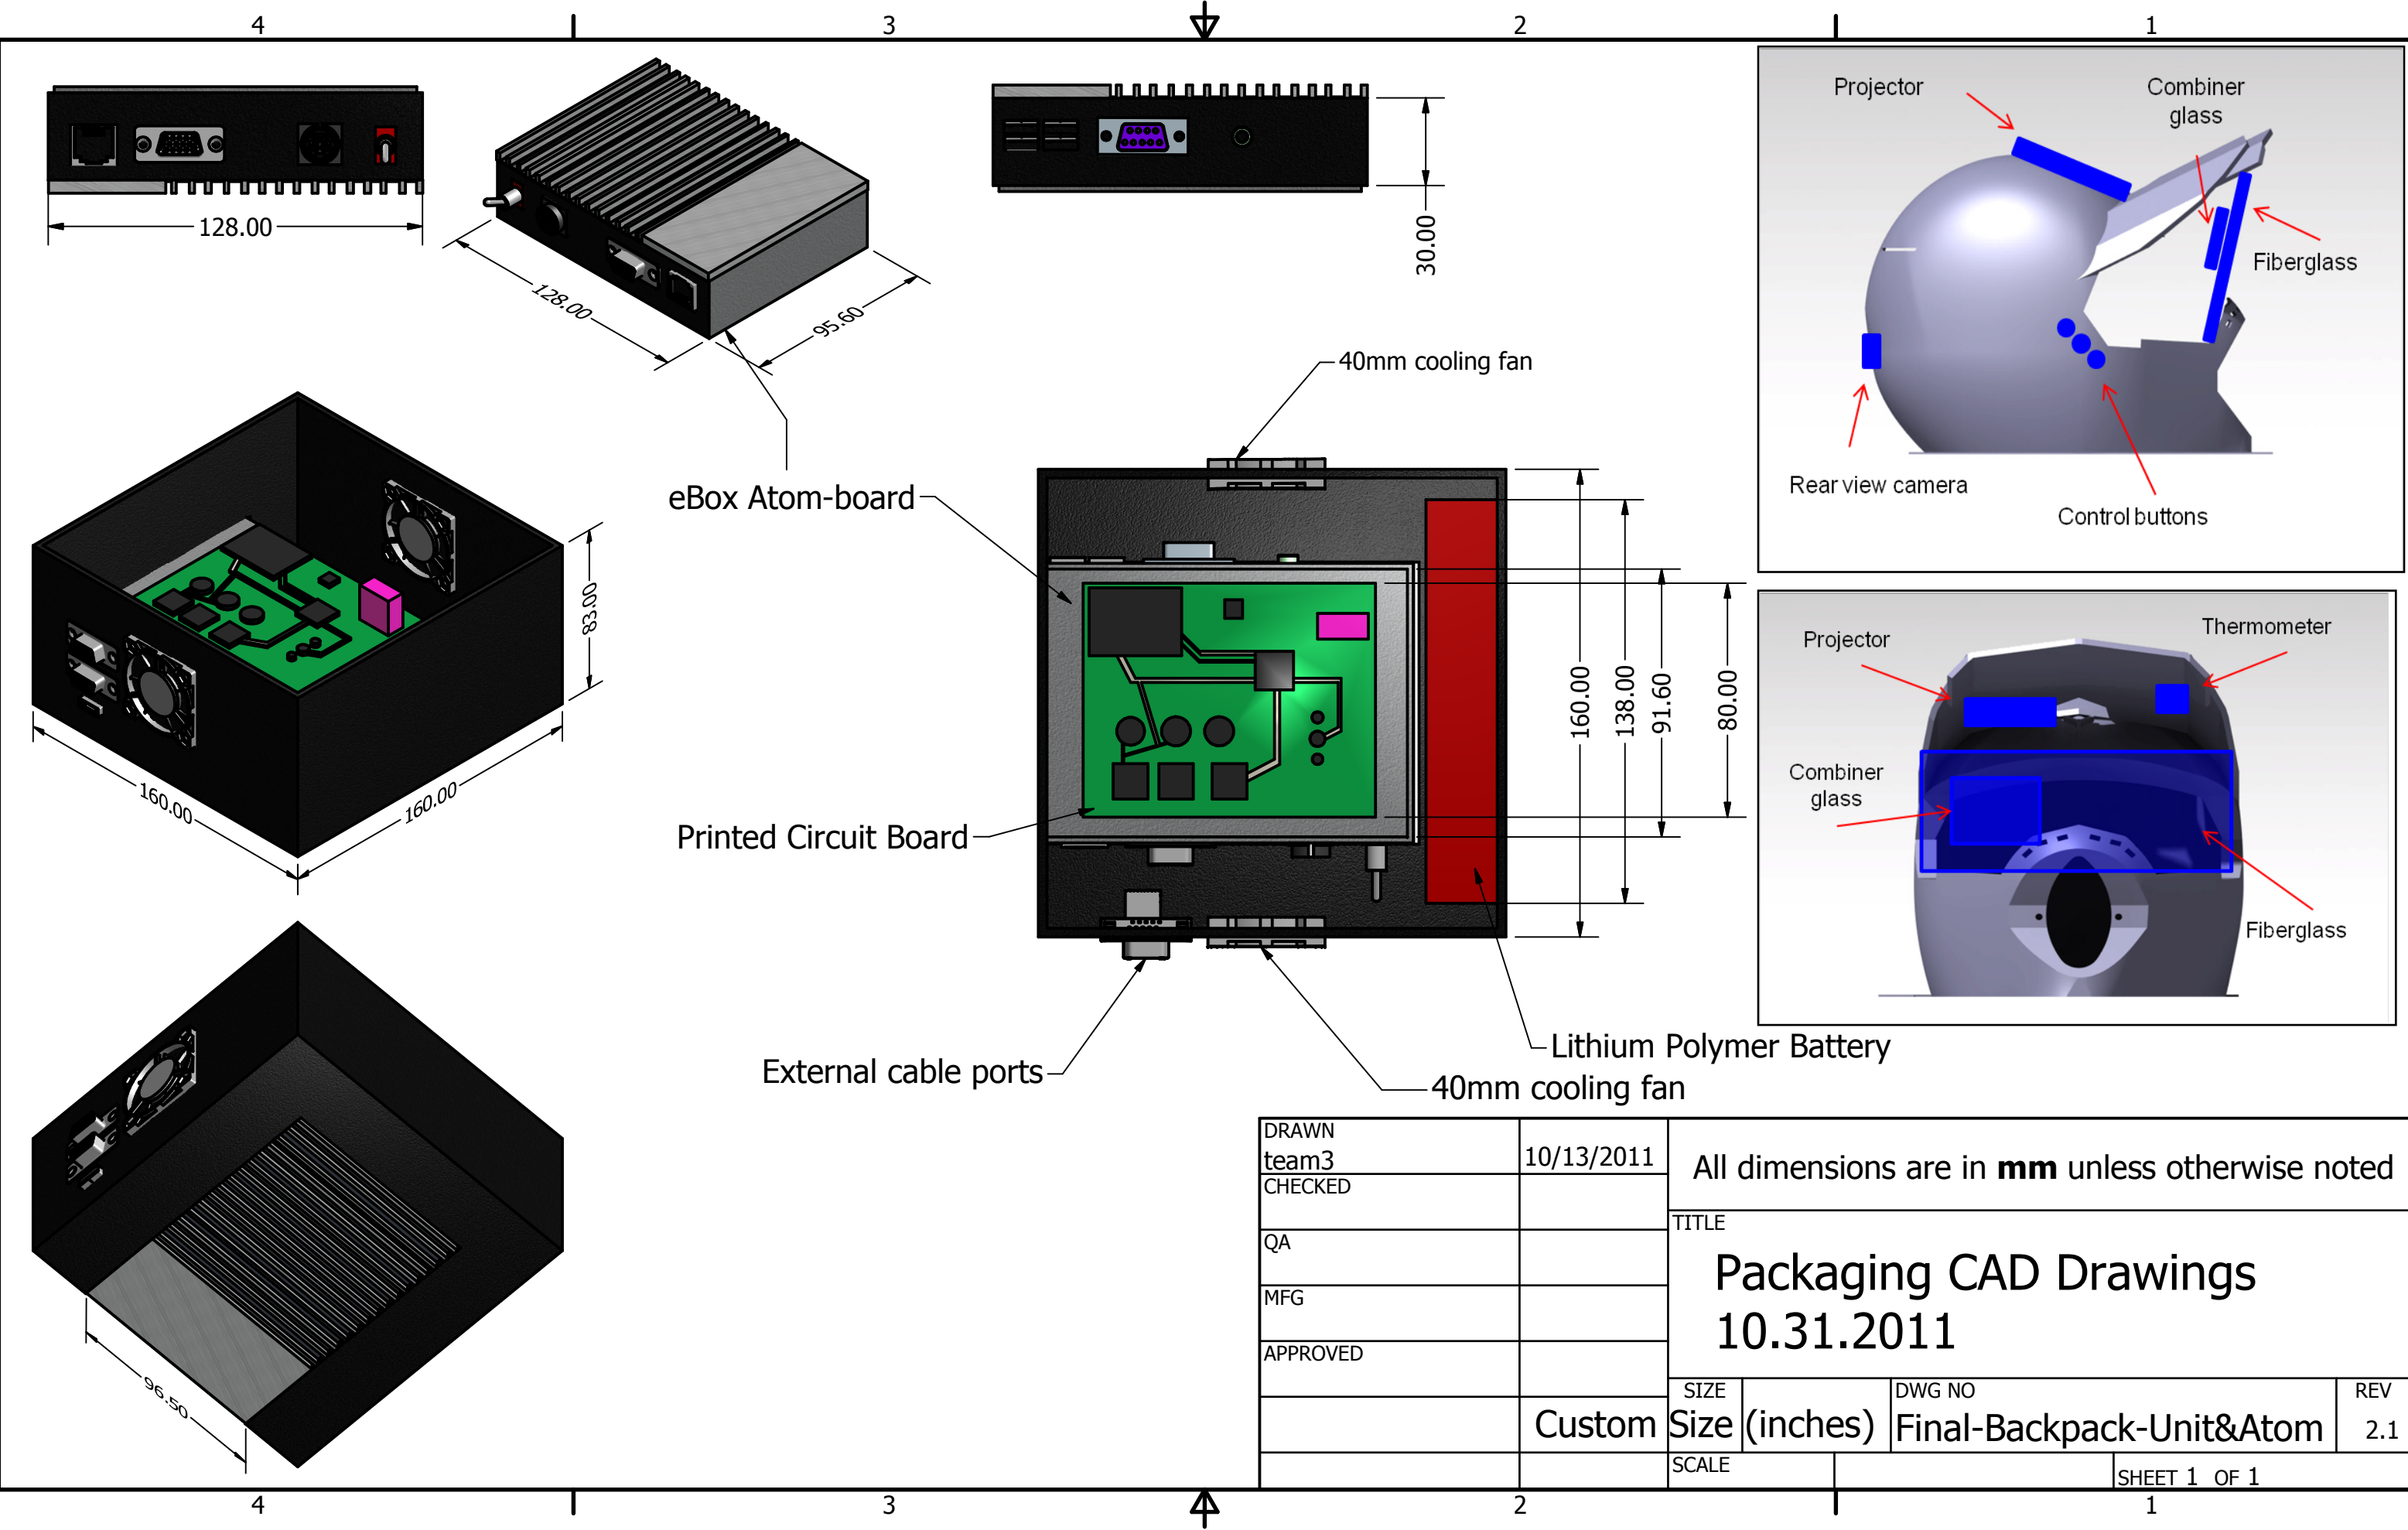 4
3
2
1
128.00
128.00
95.60
30.00
Projector
Combiner
glass
Fiberglass
Rear view camera
Control buttons
40mm cooling fan
eBox Atom-board
83.00
160.00
160.00
Printed Circuit Board
160.00
138.00
91.60
80.00
Projector
Thermometer
Combiner
glass
Fiberglass
External cable ports
Lithium Polymer Battery
40mm cooling fan
96.50
DRAWN
team3
10/13/2011
All dimensions are in mm unless otherwise noted
CHECKED
QA
MFG
APPROVED
TITLE
Packaging CAD Drawings
10.31.2011
SIZE
Custom Size (inches)
DWG NO
Final-Backpack-Unit&Atom
REV
2.1
SCALE
SHEET 1 OF 1
4
3
2
1